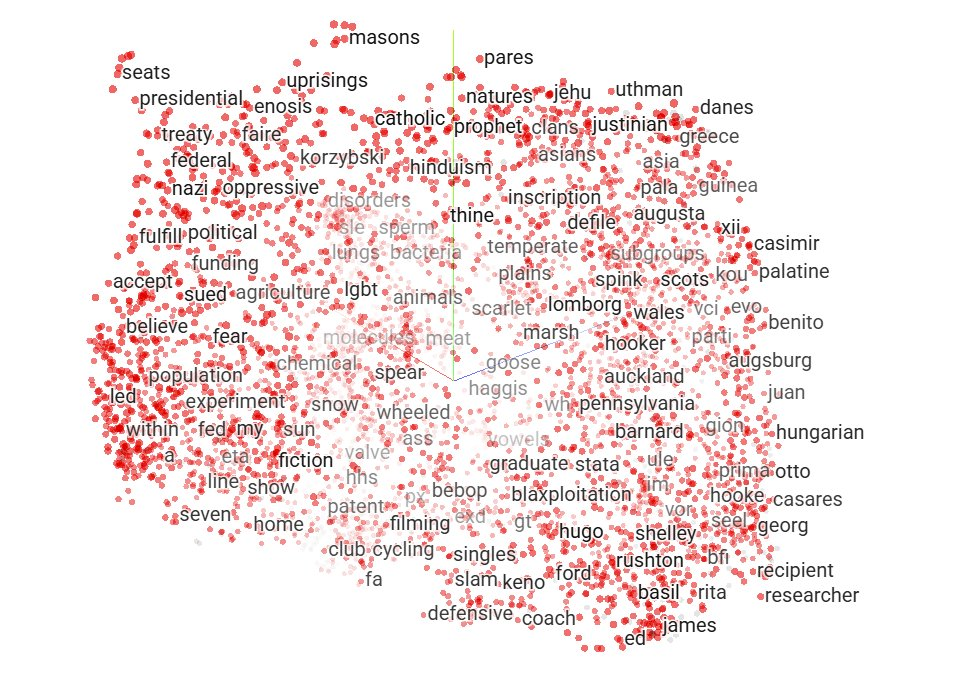 masons
pares
seats
uprisings
presidential
enosis
natures
jehu
uthman
danes
treaty
faire
catholic
prophet
clans
justinian
greece
federal
korzybski
hinduism
asians
asia
nazi
oppressive
disorders
inscription
pala
guinea
thine
defile
augusta
fulfill
political
sle
sperm
xii
casimir
funding
lungs
bacteria
temperate
subgroups
accept
sued
agriculture
lgbt
animals
plains
spink
scots
kou
palatine
scarlet
lomborg
wales
vci
evo
believe
fear
molecules
meat
marsh
hooker
parti
benito
chemical
spear
goose
augsburg
population
haggis
auckland
juan
led
experiment
snow
wheeled
wh
pennsylvania
within
fed
my
sun
ass
vowels
barnard
gion
hungarian
a
eta
fiction
valve
graduate
stata
ule
prima
otto
line
show
hhs
px
bebop
blaxploitation
im
hooke
casares
seven
home
patent
filming
exd
gt
vor
seel
georg
club
cycling
singles
hugo
shelley
fa
slam
keno
ford
rushton
bfi
recipient
defensive
coach
basil
rita
researcher
ed
james